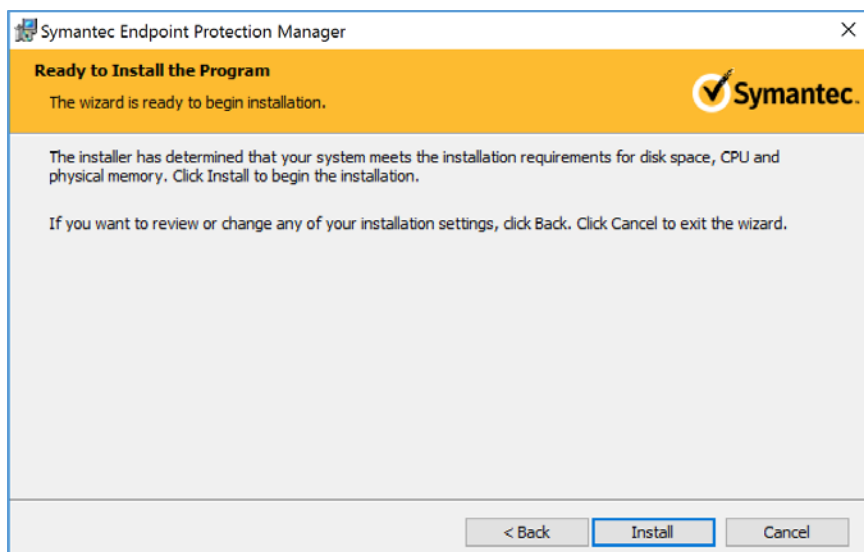 Symantec Endpoint Protection Manager
Ready to Install the Program
The wizard is ready to begin installation.
Symantec.
The installer has determined that your system meets the installation requirements for disk space, CPU and
physical memory. Click Install to begin the installation.
If you want to review or change any of your installation settings, click Back. Click Cancel to exit the wizard.
< Back Install Cancel